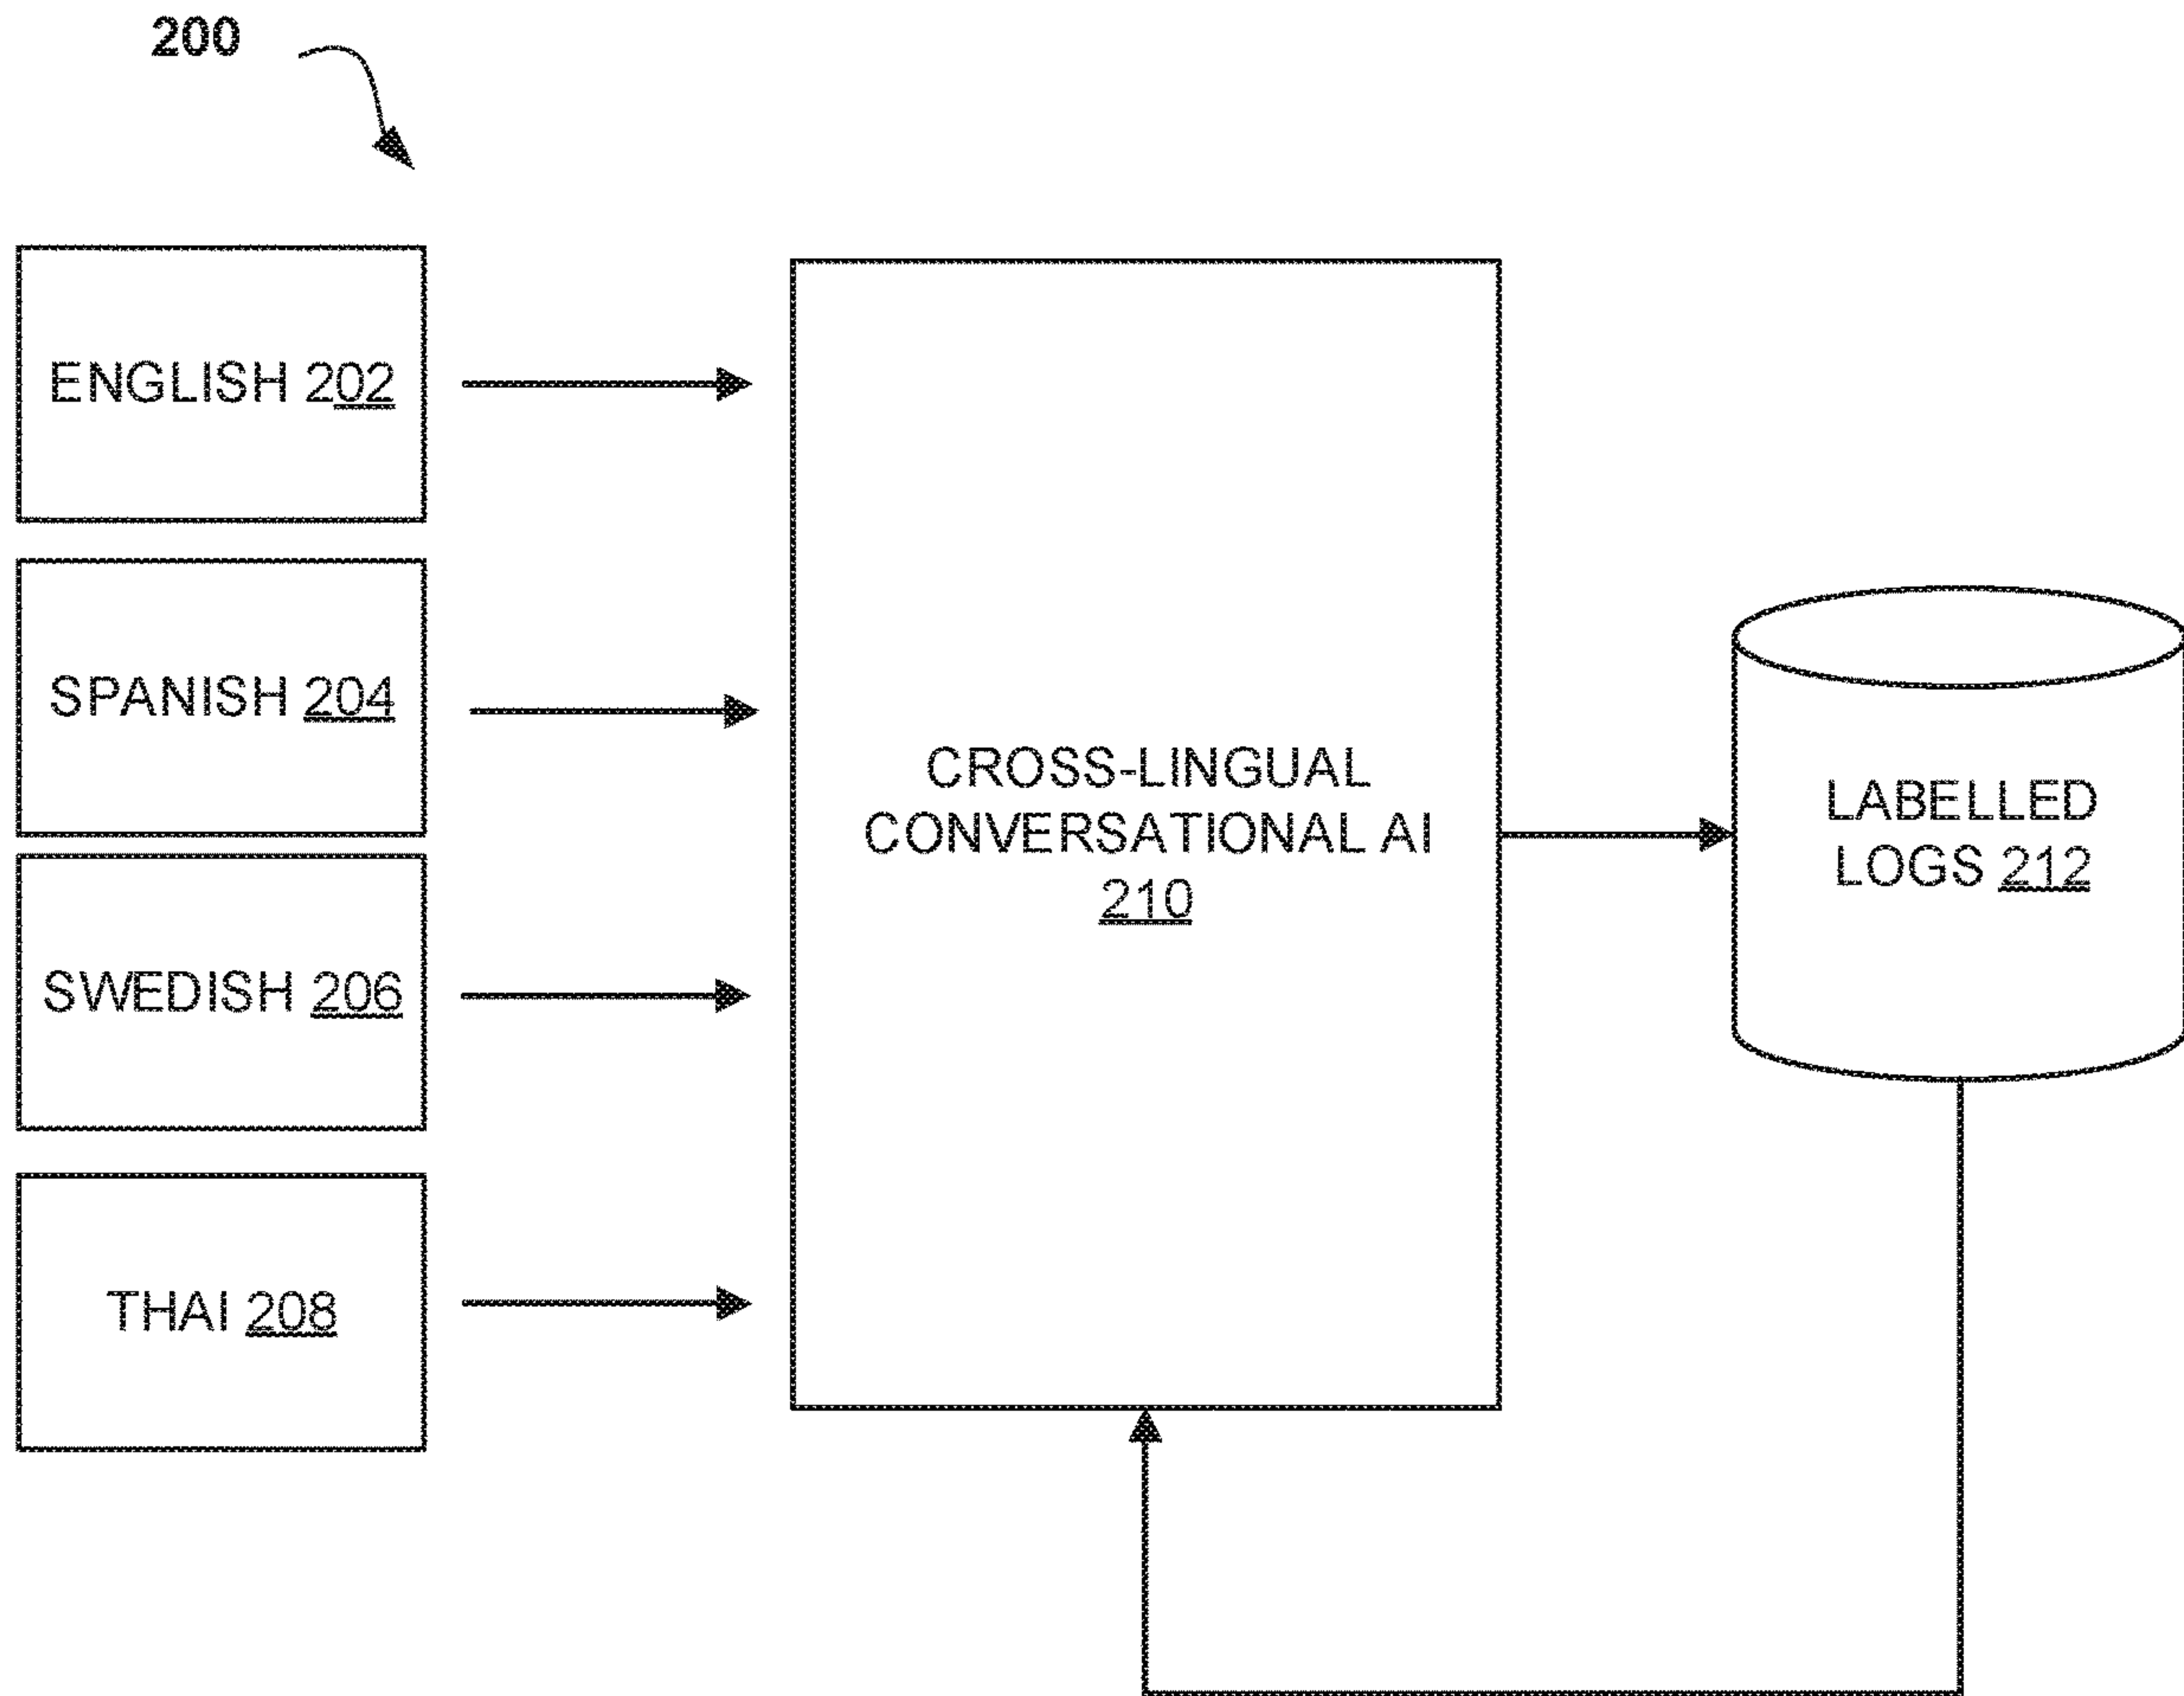 200
ENGLISH 202
SPANISH 204
SWEDISH 206
THAI 208
CROSS-LINGUAL
CONVERSATIONAL AI
210
LABELLED
LOGS 212